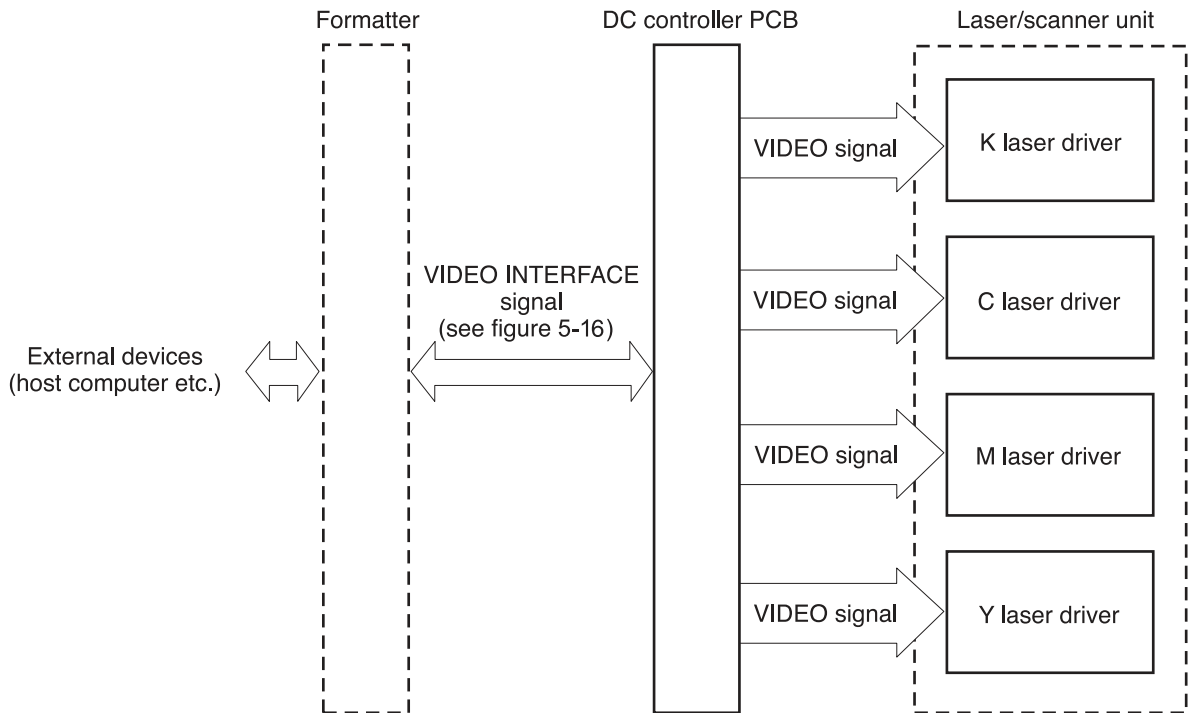 Formatter
DC controller PCB
Laser/scanner unit
VIDEO signal
K laser driver
VIDEO INTERFACE
signal
(see figure 5-16)
VIDEO signal
C laser driver
External devices
(host computer etc.)
VIDEO signal
M laser driver
VIDEO signal
Y laser driver